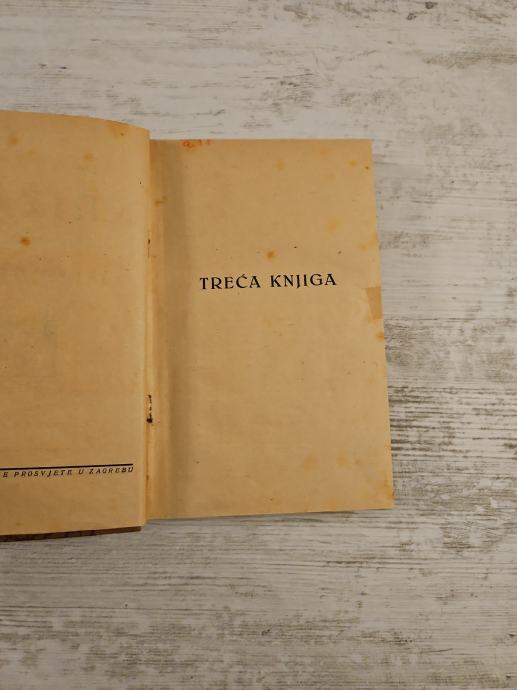 E PROSVJETE U ZAGREBU
TREĆA KNJIGA